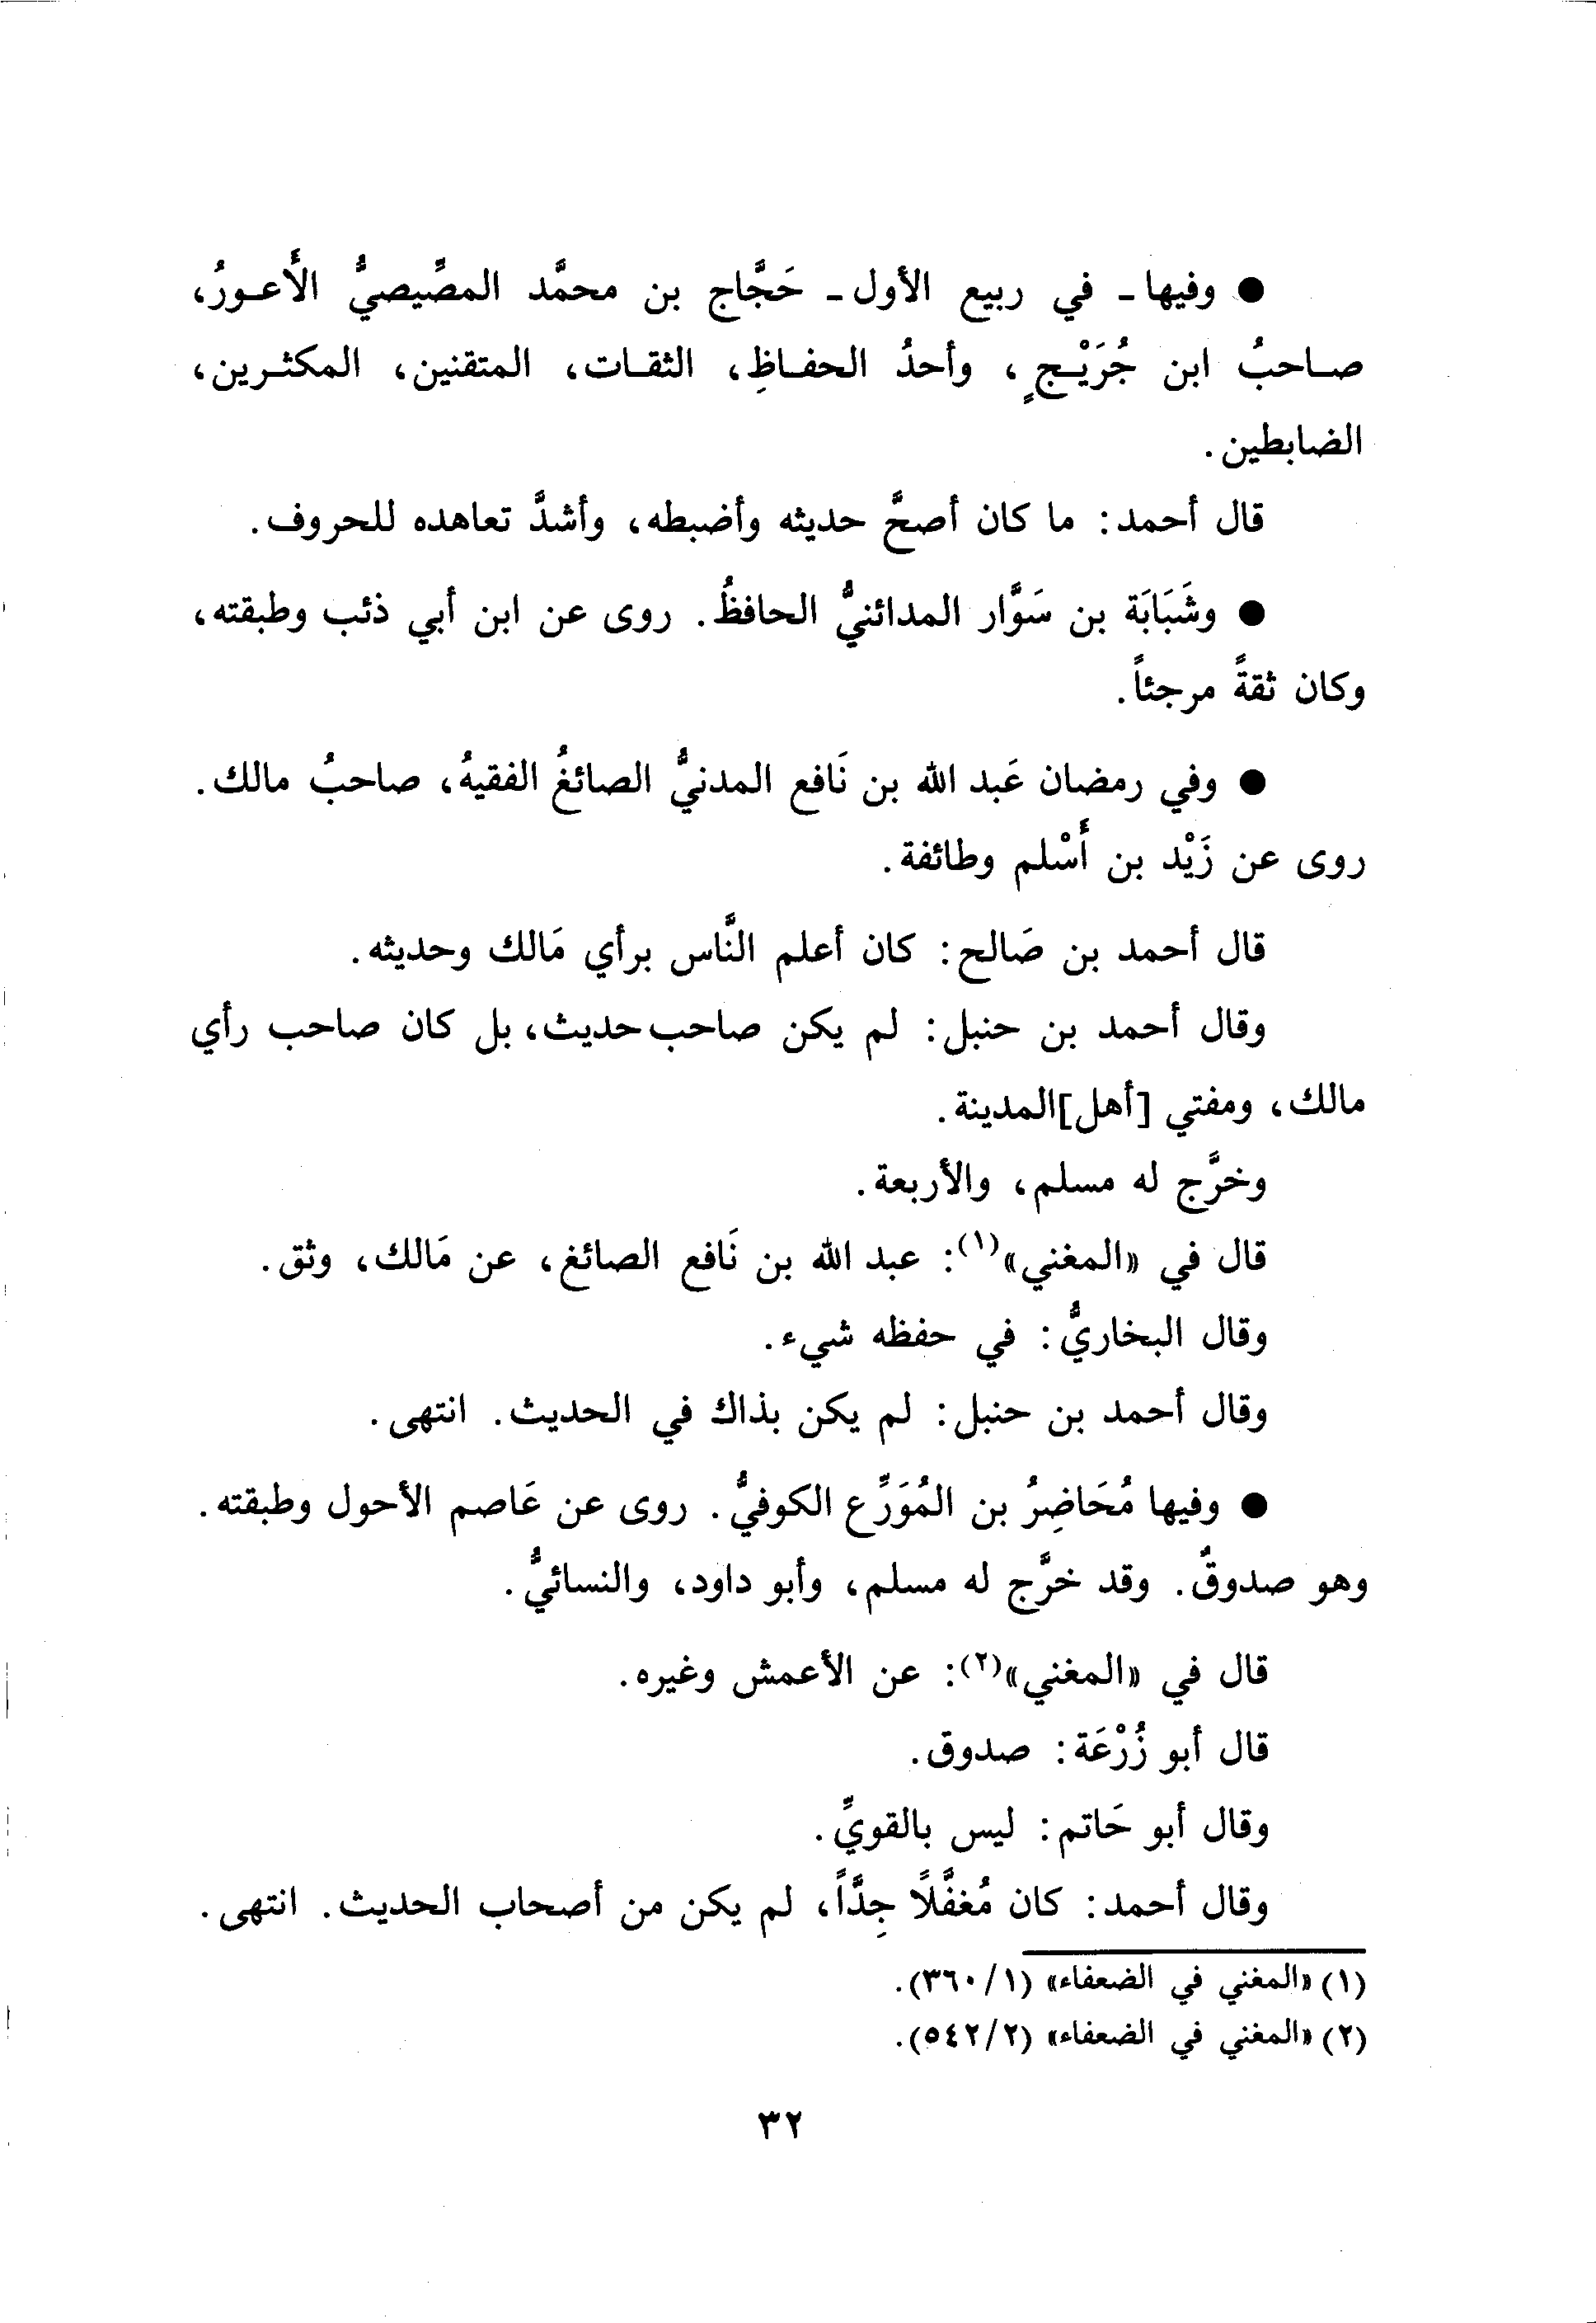 ● وفيها - في ربيع الأول - حَجَّاج بن محمَّد المصِّيصيُّ الأَعورُ،
صاحبُ ابن جُرَيْجٍ، وأحدُ الحفاظِ، الثقات، المتقنين، المكثرين،
الضابطين.
قال أحمد: ما كان أصحَّ حديثه وأضبطه، وأشدَّ تعاهده للحروف.
● وشَبَابَة بن سَوَّار المدائنيُّ الحافظُ. روى عن ابن أبي ذئب وطبقته،
وكان ثقةً مرجئاً.
● وفي رمضان عَبد الله بن نَافع المدنيُّ الصائغُ الفقيهُ، صاحبُ مالك.
روى عن زَيْد بن أَسْلم وطائفة.
قال أحمد بن صَالح: كان أعلم النَّاس برأي مَالك وحديثه.
وقال أحمد بن حنبل: لم يكن صاحب حديث، بل كان صاحب رأي
مالك، ومفتي [أهل] المدينة.
وخرَّج له مسلم، والأربعة.
قال في «المغني»(١): عبد الله بن نَافع الصائغ، عن مَالك، وثق.
وقال البخاريُّ: في حفظه شيء.
وقال أحمد بن حنبل: لم يكن بذاك في الحديث. انتهى.
● وفيها مُحَاضِرُ بن المُوَرِّع الكوفيُّ. روى عن عَاصم الأحول وطبقته.
وهو صدوقٌ. وقد خرَّج له مسلم، وأبو داود، والنسائيُّ.
قال في «المغني»(٢): عن الأعمش وغيره.
قال أبو زُرْعَة: صدوق.
وقال أبو حَاتم: ليس بالقويِّ.
وقال أحمد: كان مُغفَّلاً جِدَّاً، لم يكن من أصحاب الحديث. انتهى.
(١) «المغني في الضعفاء» (١/٣٦٠).
(٢) «المغني في الضعفاء» (٢/٥٤٢).
٣٢